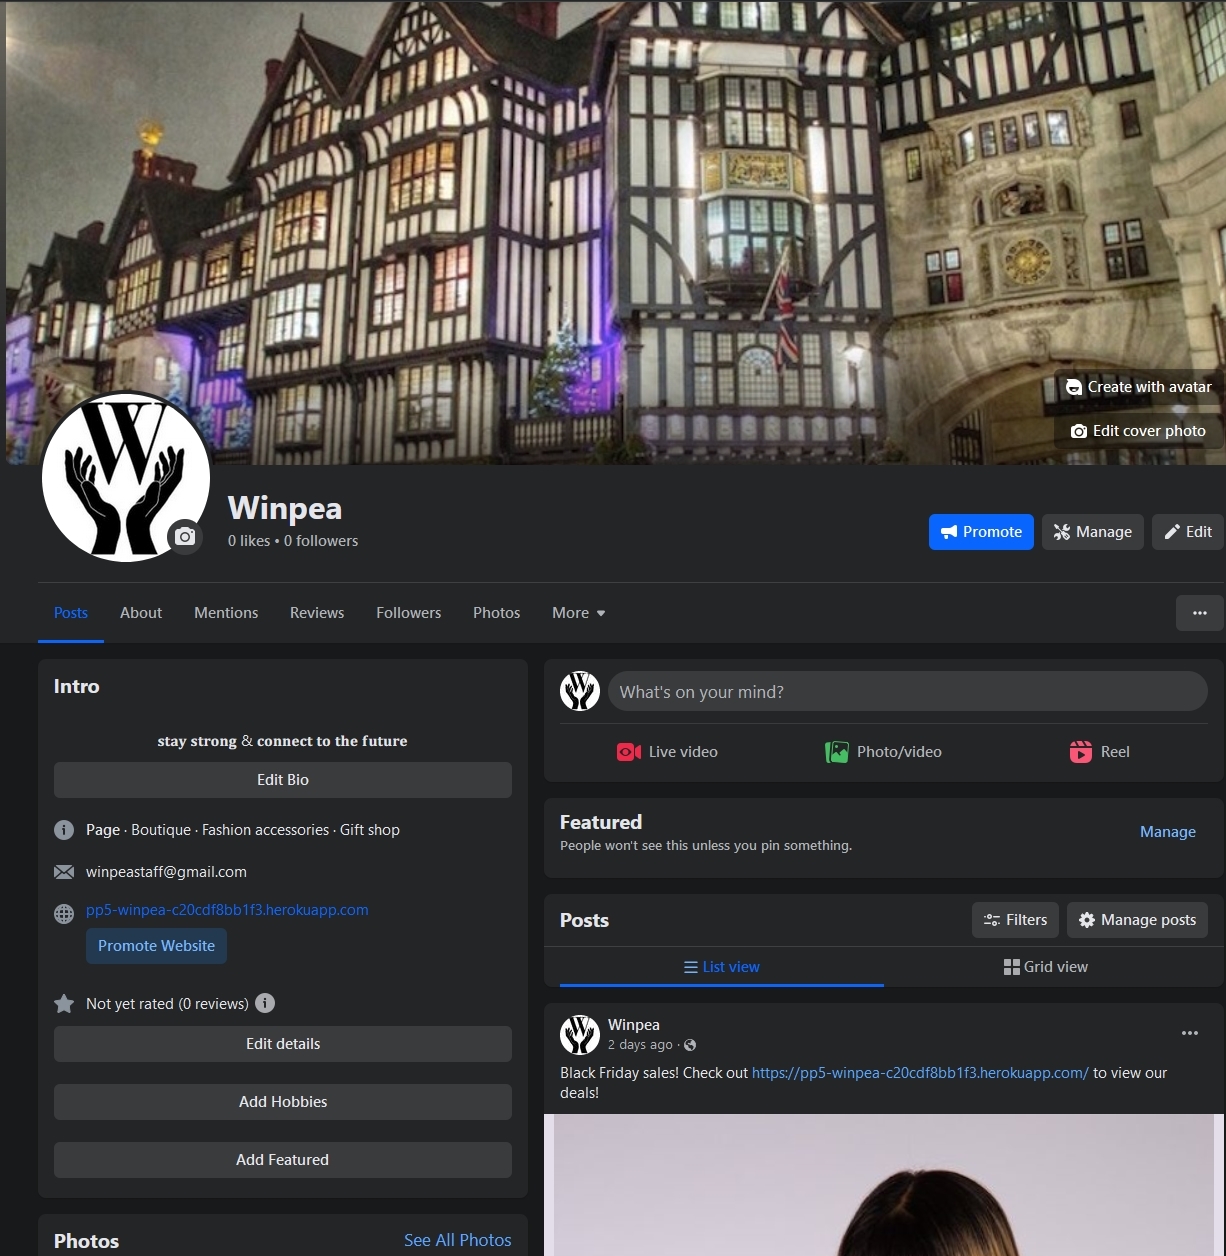 Create with avatar
Edit cover photo
W
Winpea
0 likes • 0 followers
Promote
Manage
Edit
Posts
About
Mentions
Reviews
Followers
Photos
More
Intro
stay strong & connect to the future
Edit Bio
Page · Boutique · Fashion accessories · Gift shop
winpeastaff@gmail.com
pp5-winpea-c20cdf8bb1f3.herokuapp.com
Promote Website
Not yet rated (0 reviews)
Edit details
Add Hobbies
Add Featured
Photos
See All Photos
W
What's on your mind?
Live video
Photo/video
Reel
Featured
People won't see this unless you pin something.
Manage
Posts
Filters
Manage posts
List view
Grid view
W
Winpea
2 days ago ·
Black Friday sales! Check out https://pp5-winpea-c20cdf8bb1f3.herokuapp.com/ to view our
deals!